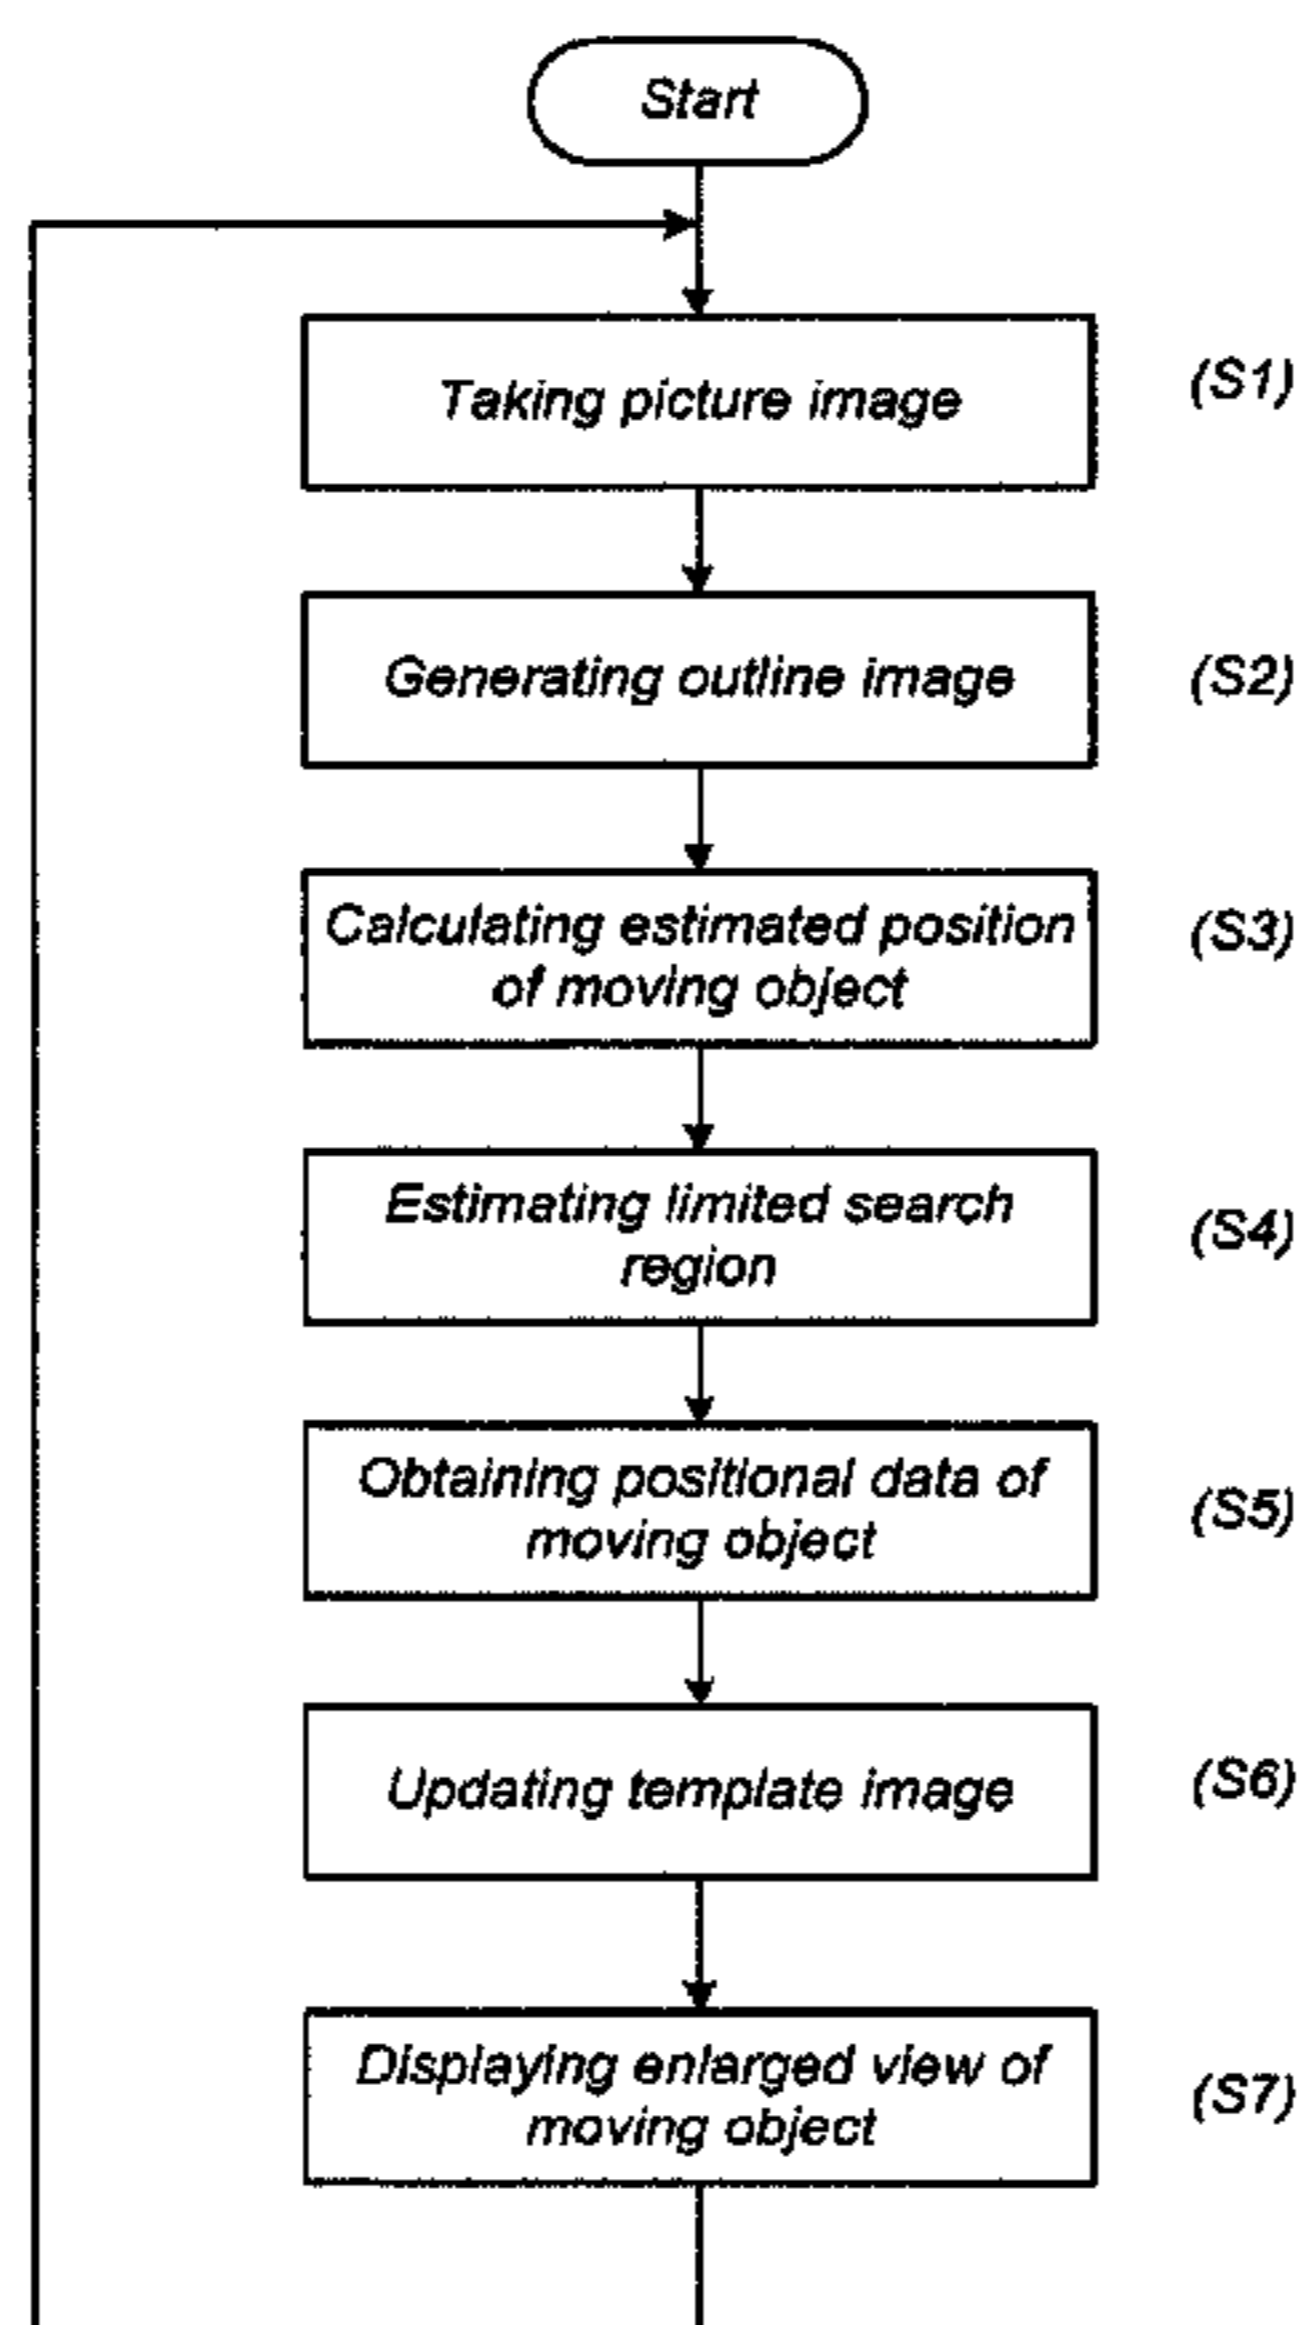 Start
Taking picture image
(S1)
Generating outline image
(S2)
Calculating estimated position
of moving object
(S3)
Estimating limited search
region
(S4)
Obtaining positional data of
moving object
(S5)
Updating template image
(S6)
Displaying enlarged view of
moving object
(S7)